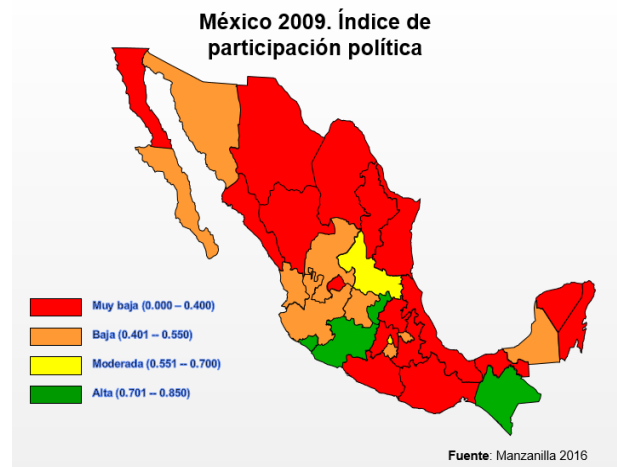 México 2009. Índice de
participación política
Muy baja (0.000 -- 0.400)
Baja (0.401 -- 0.550)
Moderada (0.551 -- 0.700)
Alta (0.701 -- 0.850)
Fuente: Manzanilla 2016